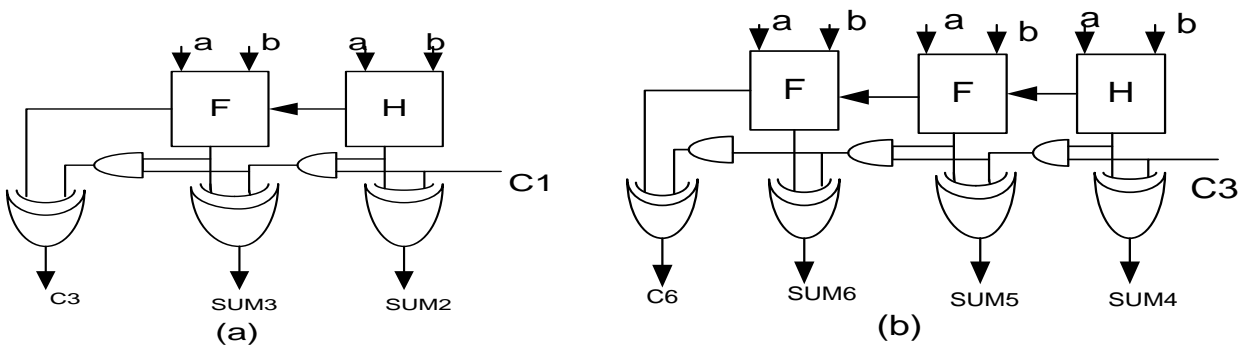 a b a b
F H
C1
C3 SUM3 SUM2
(a)
a b a b a b
F F H
C3
C6 SUM6 SUM5 SUM4
(b)